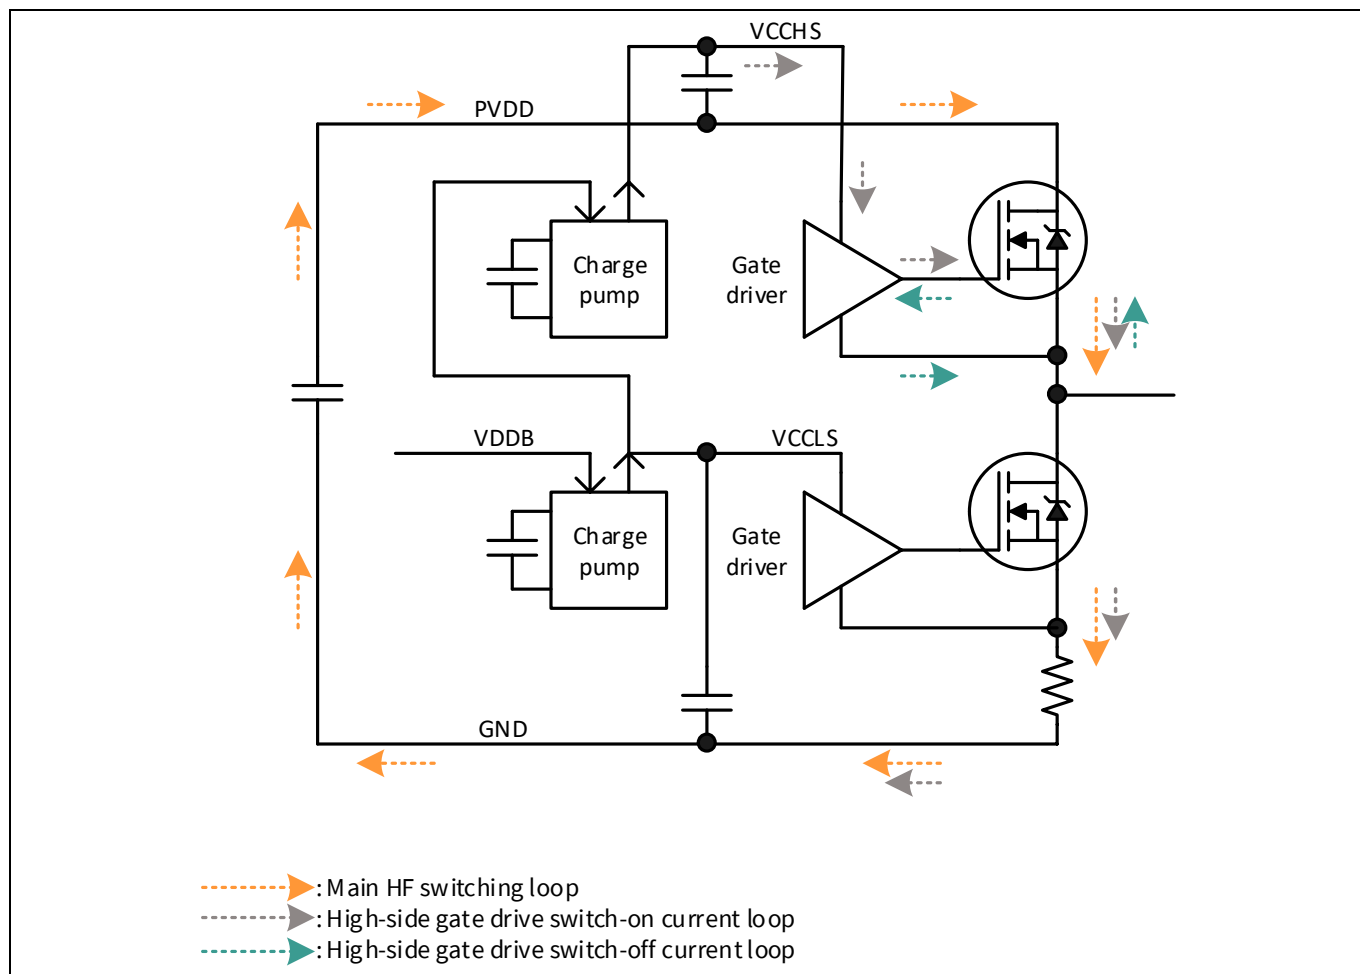 VCCHS
PVDD
Charge
pump
Gate
driver
VDDB
VCCLS
Charge
pump
Gate
driver
GND
: Main HF switching loop
: High-side gate drive switch-on current loop
: High-side gate drive switch-off current loop